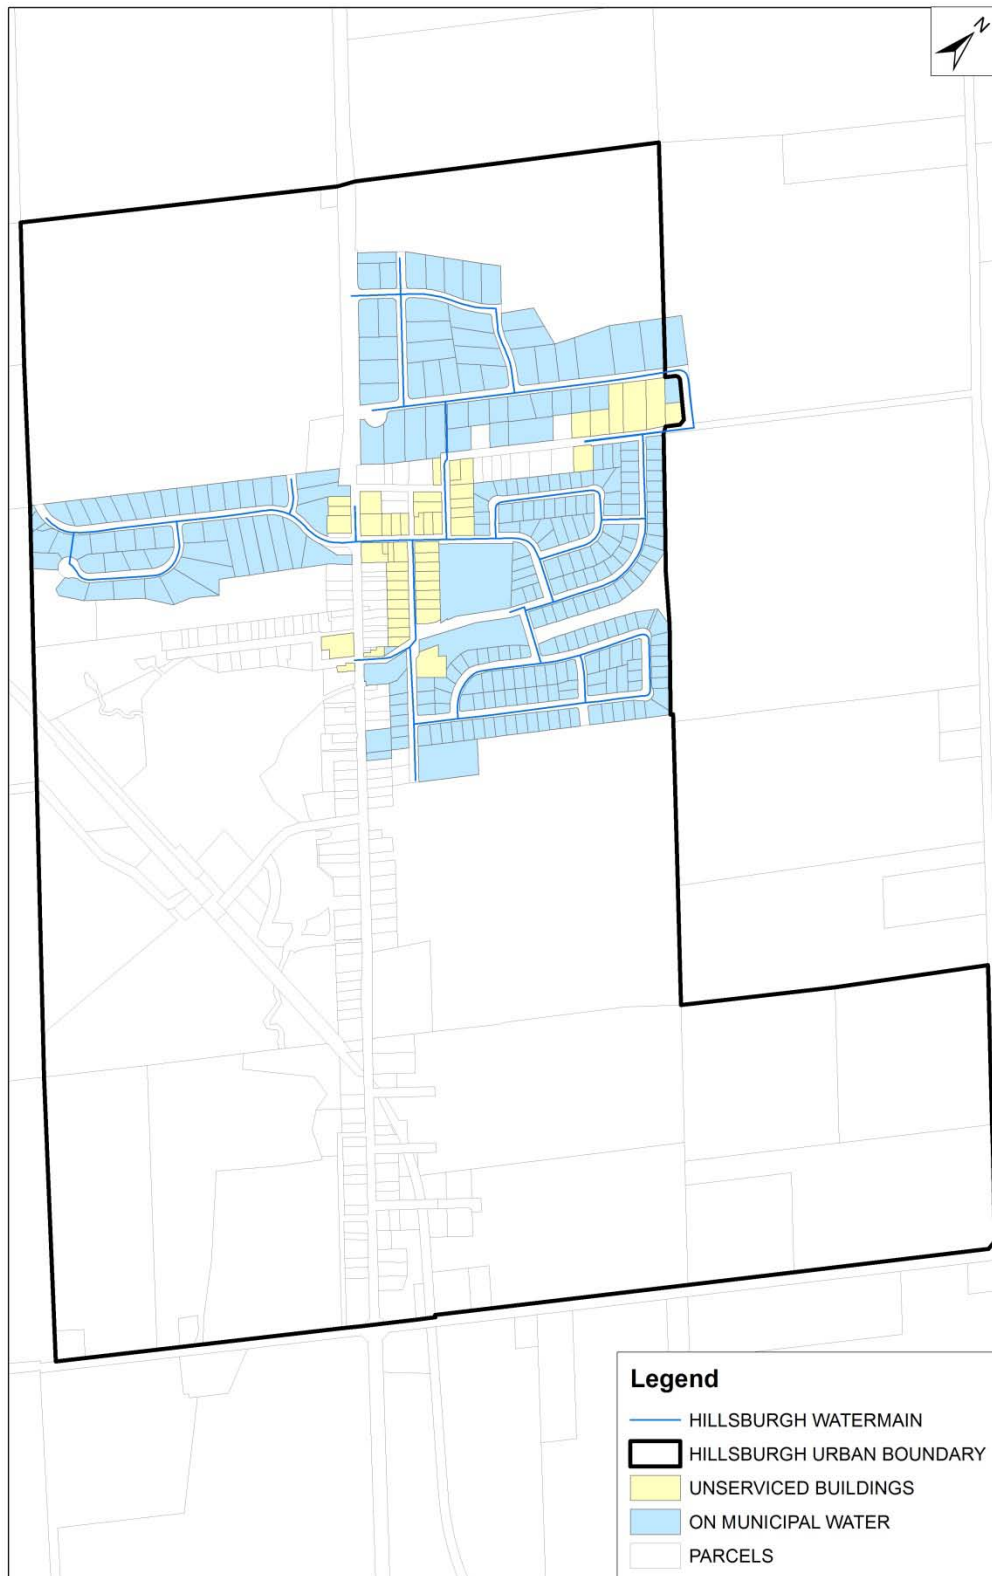 N
Legend
HILLSBURGH WATERMAIN
HILLSBURGH URBAN BOUNDARY
UNSERVICED BUILDINGS
ON MUNICIPAL WATER
PARCELS